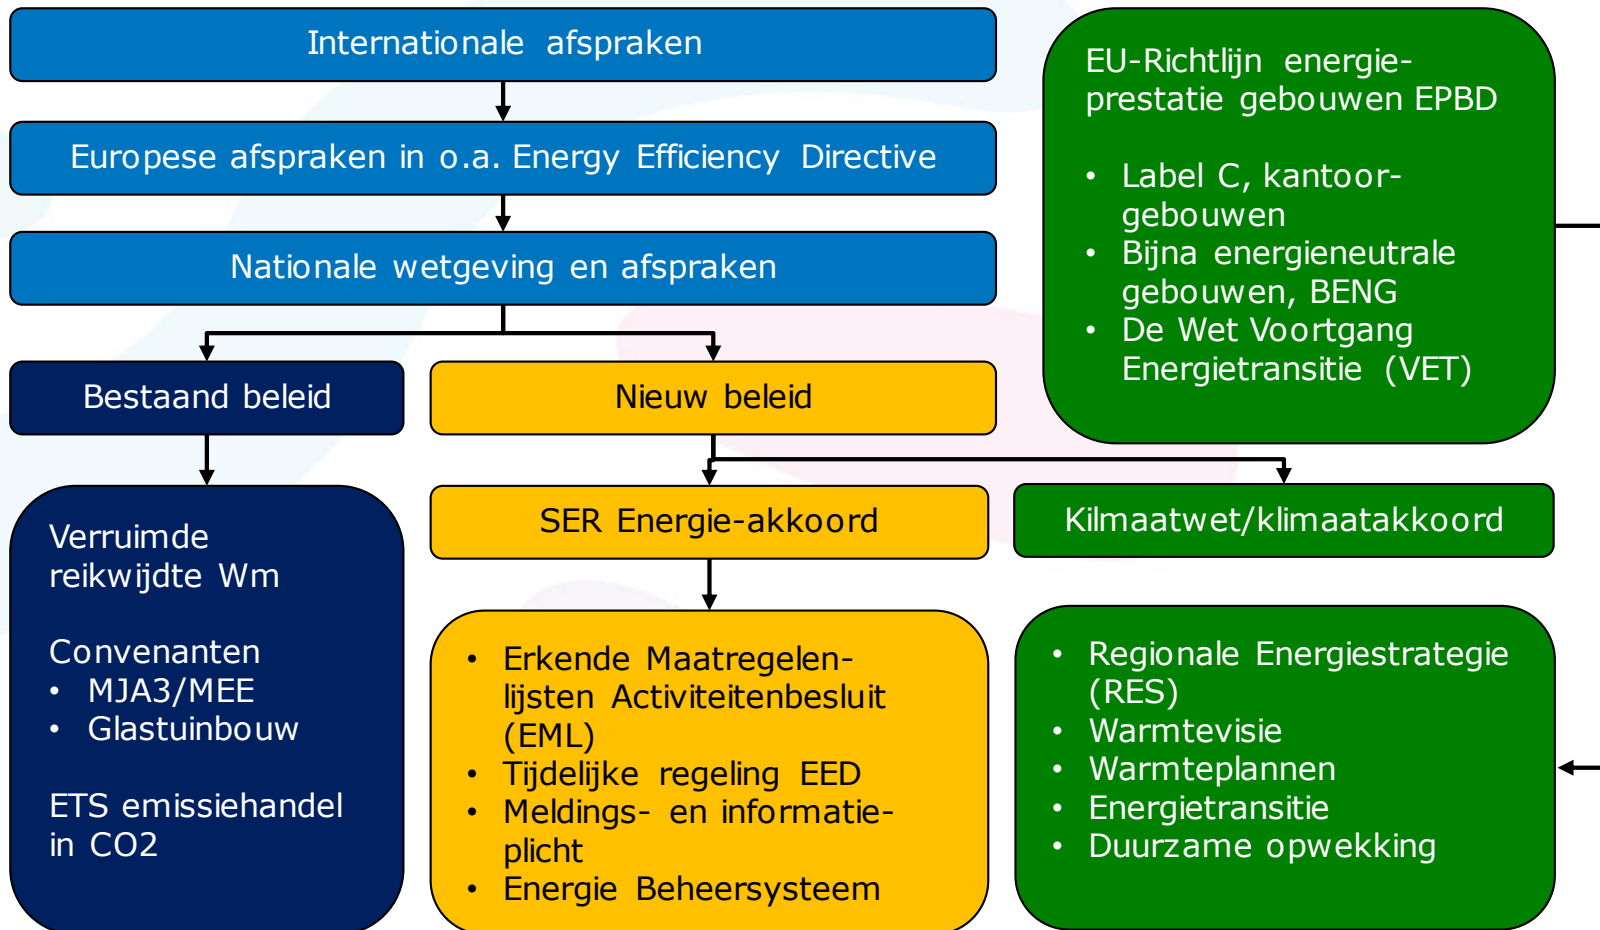 Internationale afspraken
Europese afspraken in o.a. Energy Efficiency Directive
Nationale wetgeving en afspraken
EU-Richtlijn energie-
prestatie gebouwen EPBD
• Label C, kantoor-
gebouwen
• Bijna energieneutrale
gebouwen, BENG
• De Wet Voortgang
Energietransitie (VET)
Bestaand beleid
Nieuw beleid
Verruimde
reikwijdte Wm
Convenanten
• MJA3/MEE
• Glastuinbouw
ETS emissiehandel
in CO2
SER Energie-akkoord
• Erkende Maatregelen-
lijsten Activiteitenbesluit
(EML)
• Tijdelijke regeling EED
• Meldings- en informatie-
plicht
• Energie Beheersysteem
Kilmaatwet/klimaatakkoord
• Regionale Energiestrategie
(RES)
• Warmtevisie
• Warmteplannen
• Energietransitie
• Duurzame opwekking